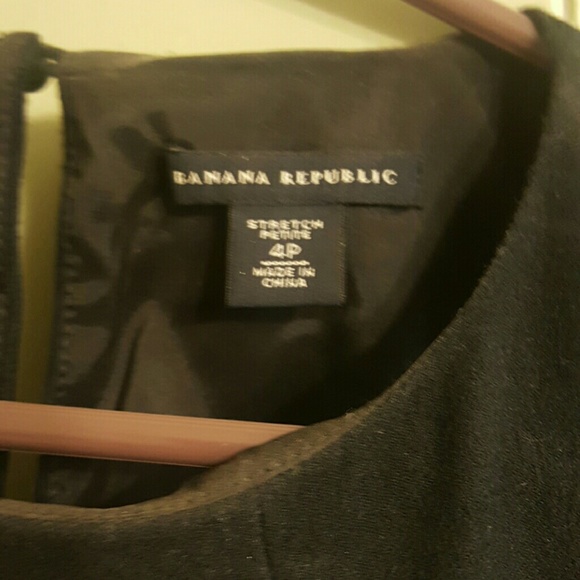 BANANA REPUBLIC
STRETCH
PETITE
4P
MADE IN
CHINA